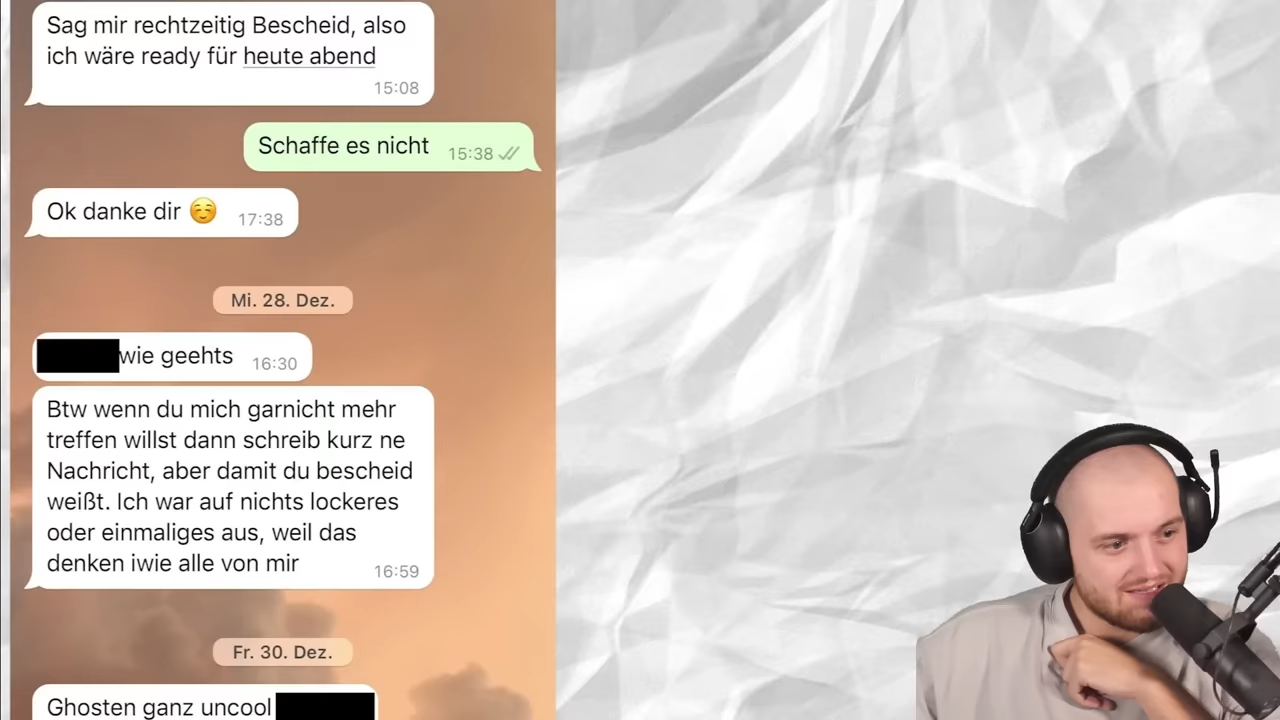 Sag mir rechtzeitig Bescheid, also
ich wäre ready für heute abend
15:08
Schaffe es nicht 15:38
Ok danke dir ☺️ 17:38
Mi. 28. Dez.
wie geehts 16:30
Btw wenn du mich garnicht mehr
treffen willst dann schreib kurz ne
Nachricht, aber damit du bescheid
weißt. Ich war auf nichts lockeres
oder einmaliges aus, weil das
denken iwie alle von mir 16:59
Fr. 30. Dez.
Ghosten ganz uncool